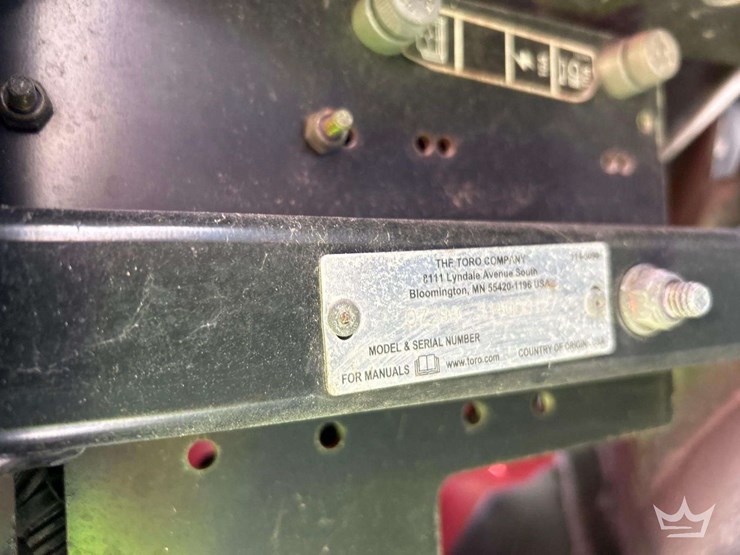 THE TORO COMPANY
8111 Lyndale Avenue South
Bloomington, MN 55420-1196 USA
MODEL & SERIAL NUMBER
FOR MANUALS www.toro.com COUNTRY OF ORIGIN: